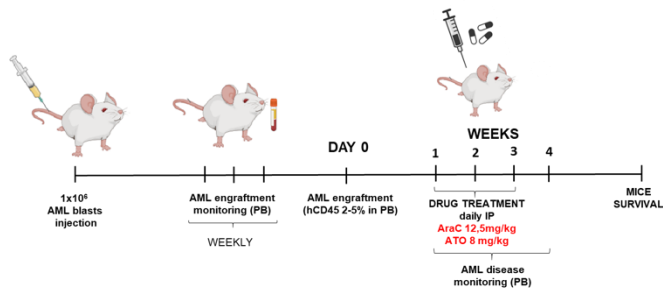 DAY 0
WEEKS
1 2 3 4
1x10⁶
AML blasts
injection
AML engraftment
monitoring (PB)
WEEKLY
AML engraftment
(hCD45 2-5% in PB)
DRUG TREATMENT
daily IP
AraC 12,5mg/kg
ATO 8 mg/kg
AML disease
monitoring (PB)
MICE
SURVIVAL